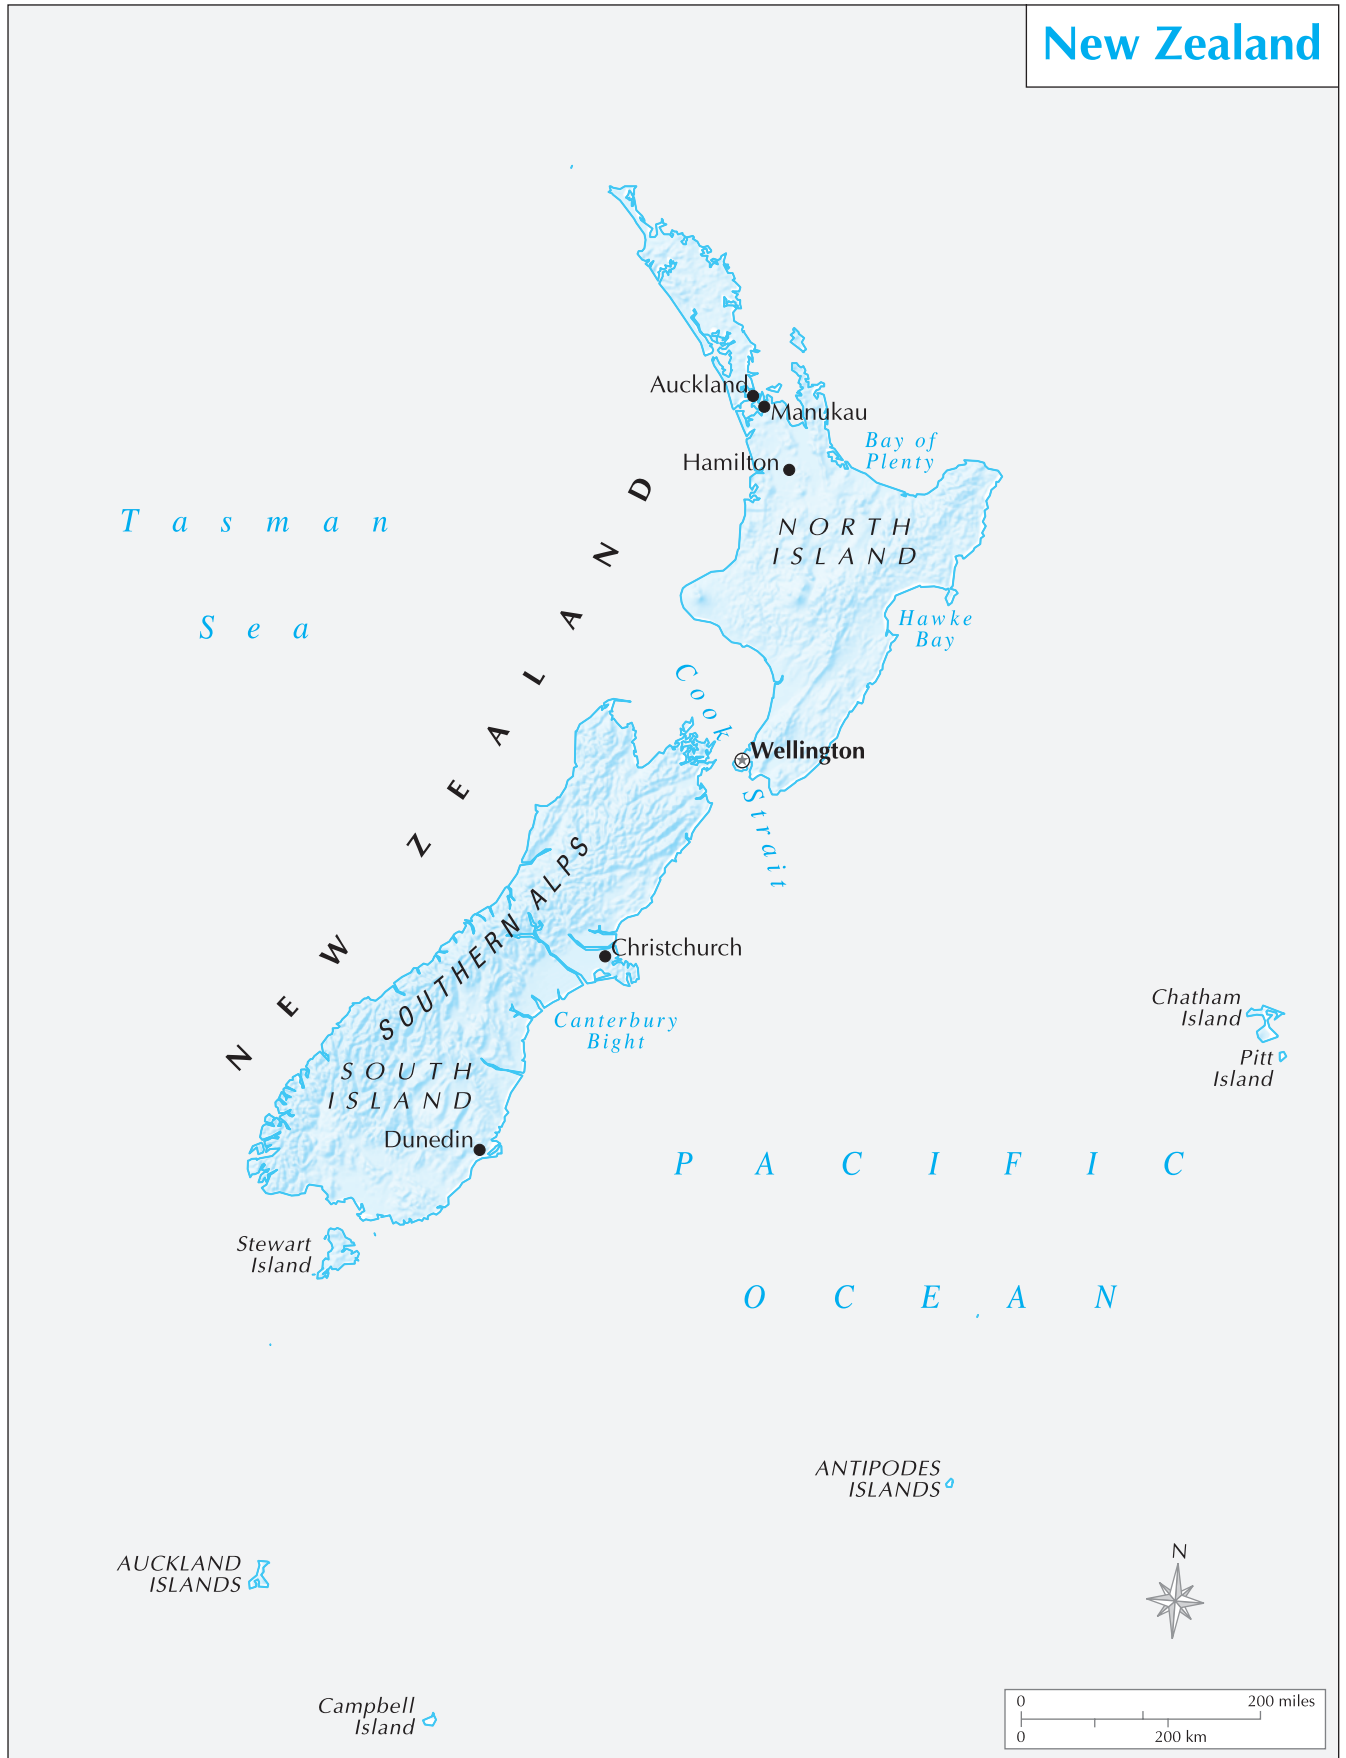 New Zealand
Auckland
Manukau
Bay of
Plenty
Hamilton
NORTH
ISLAND
Tasman
Sea
Hawke
Bay
NEW ZEALAND
Cook Strait
Wellington
SOUTHERN ALPS
Christchurch
Canterbury
Bight
Chatham
Island
Pitt
Island
SOUTH
ISLAND
Dunedin
PACIFIC
OCEAN
Stewart
Island
ANTIPODES
ISLANDS
AUCKLAND
ISLANDS
Campbell
Island
N
0 200 miles
0 200 km